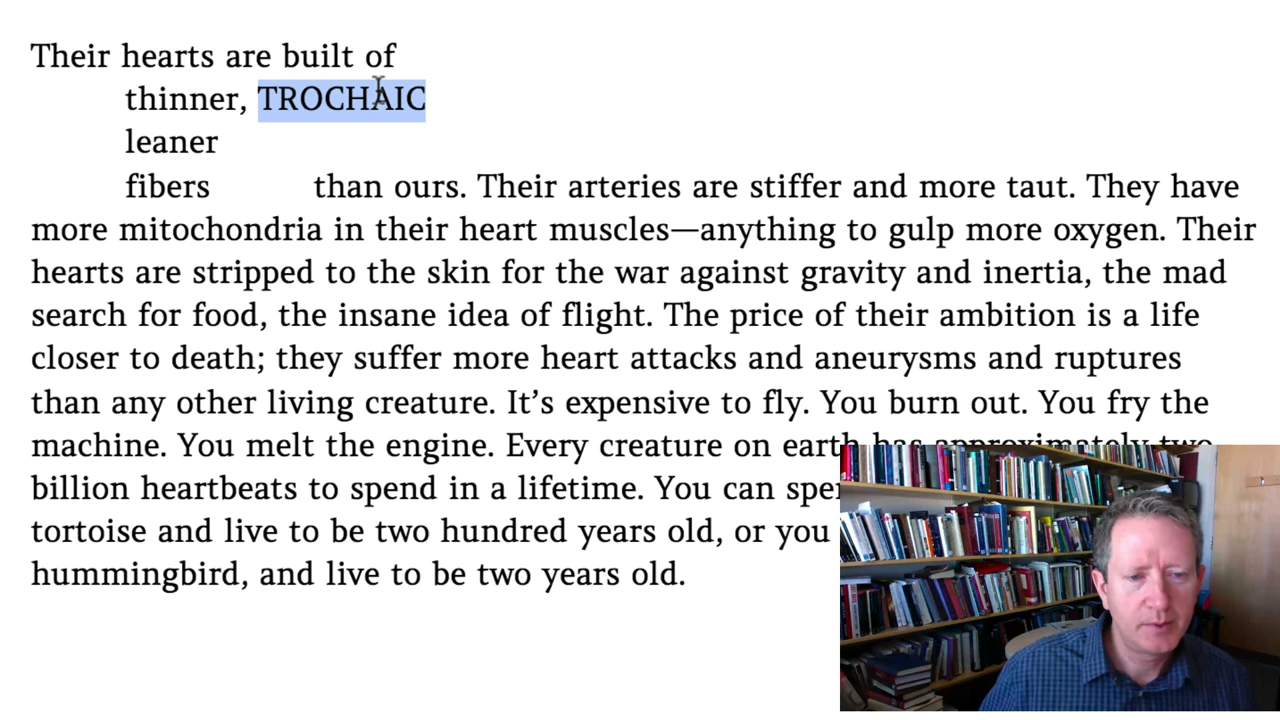 Their hearts are built of
thinner, TROCHAIC
leaner
fibers than ours. Their arteries are stiffer and more taut. They have
more mitochondria in their heart muscles—anything to gulp more oxygen. Their
hearts are stripped to the skin for the war against gravity and inertia, the mad
search for food, the insane idea of flight. The price of their ambition is a life
closer to death; they suffer more heart attacks and aneurysms and ruptures
than any other living creature. It’s expensive to fly. You burn out. You fry the
machine. You melt the engine. Every creature on earth has approximately two
billion heartbeats to spend in a lifetime. You can
tortoise and live to be two hundred years old, or you
hummingbird, and live to be two years old.